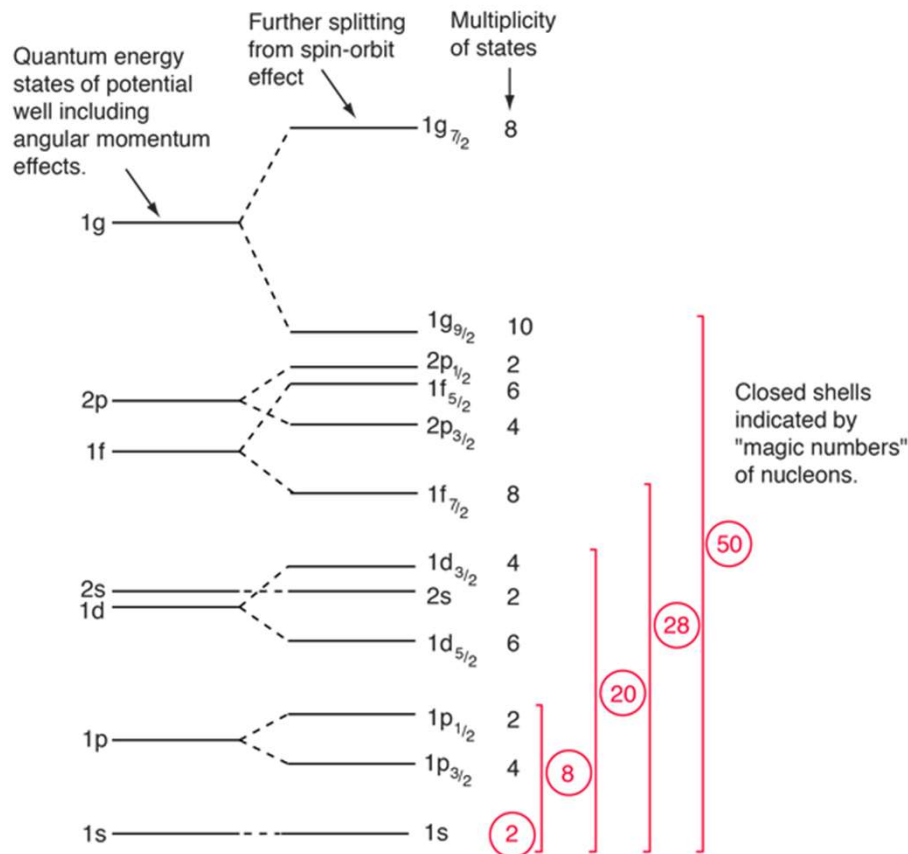 Quantum energy
states of potential
well including
angular momentum
effects.
Further splitting
from spin-orbit
effect
Multiplicity
of states
1g
1g7/2 8
1g9/2 10
2p1/2 2
1f5/2 6
2p
2p3/2 4
1f
1f7/2 8
Closed shells
indicated by
"magic numbers"
of nucleons.
50
1d3/2 4
2s
2s 2
1d
1d5/2 6
28
20
1p1/2 2
1p
1p3/2 4
8
1s
1s 2